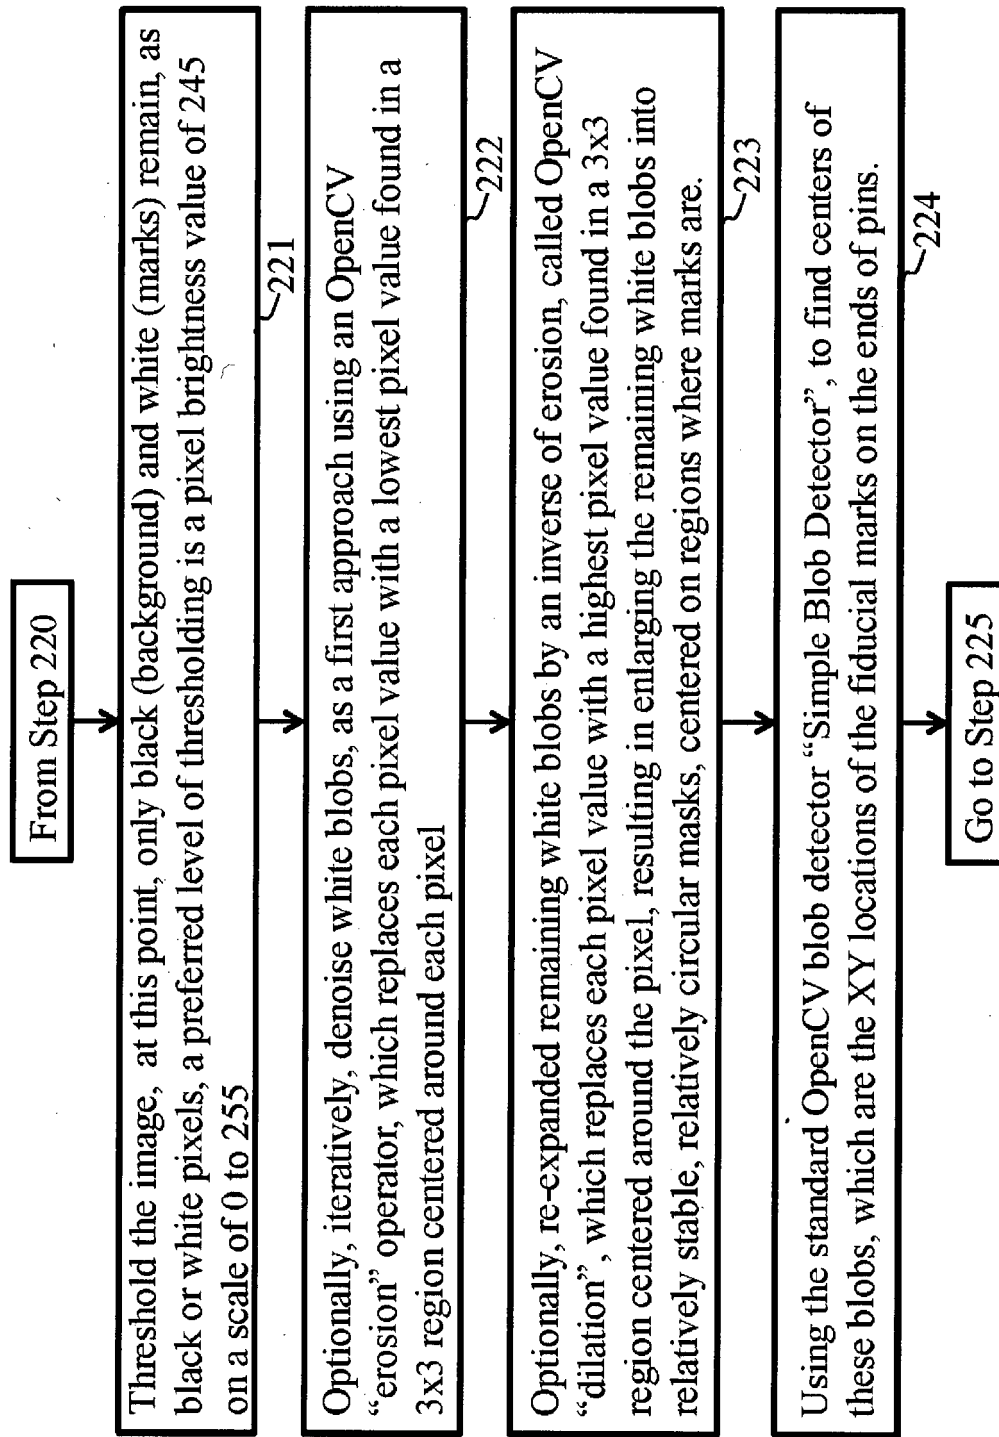 From Step 220
Threshold the image, at this point, only black (background) and white (marks) remain, as
black or white pixels, a preferred level of thresholding is a pixel brightness value of 245
on a scale of 0 to 255
221
Optionally, iteratively, denoise white blobs, as a first approach using an OpenCV
“erosion” operator, which replaces each pixel value with a lowest pixel value found in a
3x3 region centered around each pixel
222
Optionally, re-expanded remaining white blobs by an inverse of erosion, called OpenCV
“dilation”, which replaces each pixel value with a highest pixel value found in a 3x3
region centered around the pixel, resulting in enlarging the remaining white blobs into
relatively stable, relatively circular masks, centered on regions where marks are.
223
Using the standard OpenCV blob detector “Simple Blob Detector”, to find centers of
these blobs, which are the XY locations of the fiducial marks on the ends of pins.
224
Go to Step 225